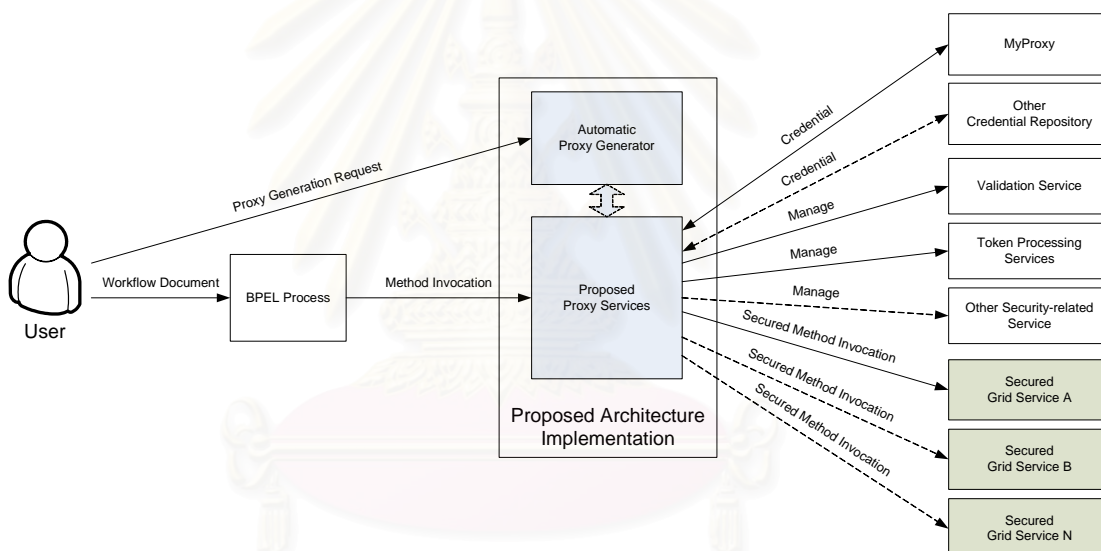 MyProxy
Other
Credential Repository
Validation Service
Token Processing
Services
Other Security-related
Service
Secured
Grid Service A
Secured
Grid Service B
Secured
Grid Service N
Credential
Credential
Manage
Manage
Manage
Secured Method Invocation
Secured Method Invocation
Secured Method Invocation
Automatic
Proxy Generator
Proposed
Proxy Services
Proposed Architecture
Implementation
Proxy Generation Request
Workflow Document
BPEL Process
Method Invocation
User